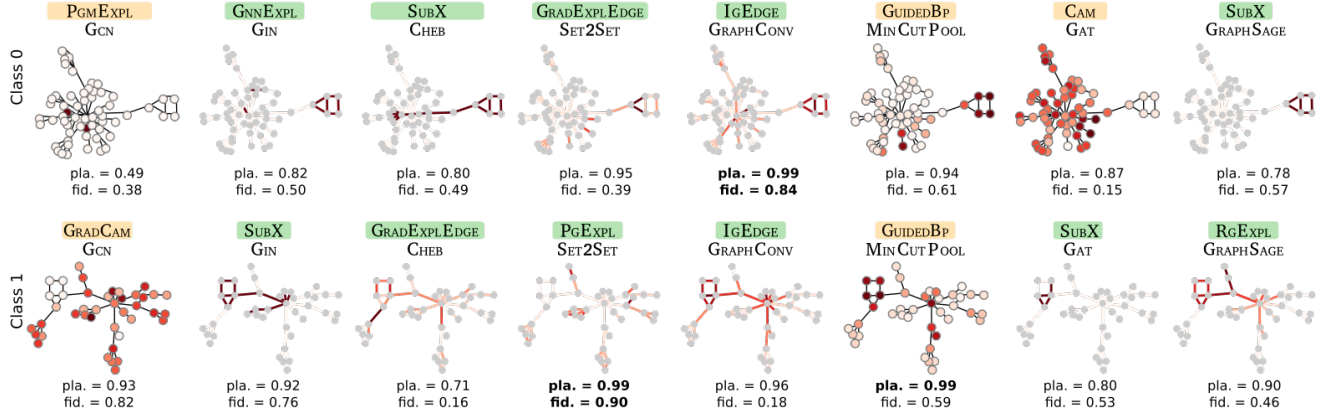 PGMEXPL GNNEXPL SUBX GRADEXPLEDGE IGEDGE GUIDEDBP CAM SUBX
GCN GIN CHEB SET2SET GRAPHCONV MINCUTPOOL GAT GRAPHSAGE
Class 0
pla. = 0.49 pla. = 0.82 pla. = 0.80 pla. = 0.95 pla. = 0.99 pla. = 0.94 pla. = 0.87 pla. = 0.78
fid. = 0.38 fid. = 0.50 fid. = 0.49 fid. = 0.39 fid. = 0.84 fid. = 0.61 fid. = 0.15 fid. = 0.57
GRADCAM SUBX GRADEXPLEDGE PGEXPL IGEDGE GUIDEDBP SUBX RGEXPL
GCN GIN CHEB SET2SET GRAPHCONV MINCUTPOOL GAT GRAPHSAGE
Class 1
pla. = 0.93 pla. = 0.92 pla. = 0.71 pla. = 0.99 pla. = 0.96 pla. = 0.99 pla. = 0.80 pla. = 0.90
fid. = 0.82 fid. = 0.76 fid. = 0.16 fid. = 0.90 fid. = 0.18 fid. = 0.59 fid. = 0.53 fid. = 0.46